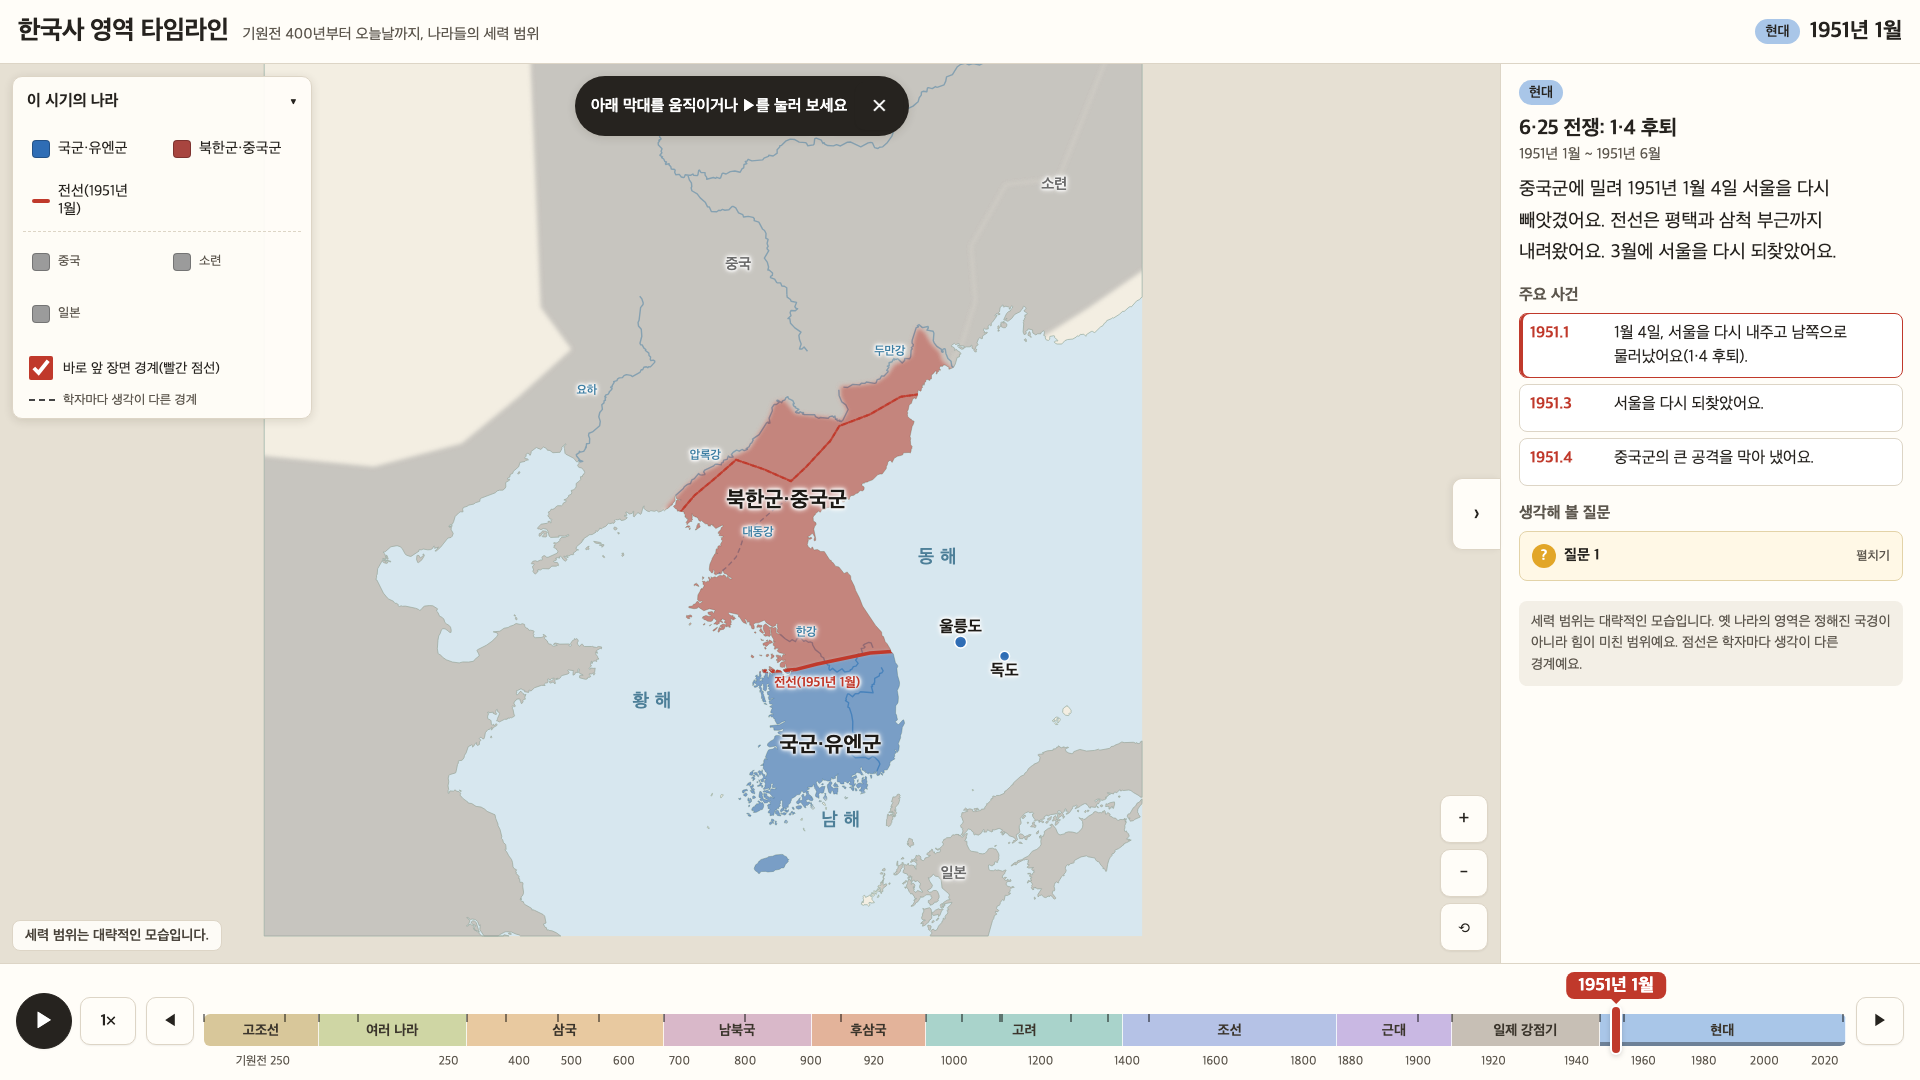 한국사 영역 타임라인
기원전 400년부터 오늘날까지, 나라들의 세력 범위
현대
1951년 1월
이 시기의 나라
▼
국군·유엔군
북한군·중국군
전선(1951년
1월)
중국
소련
일본
바로 앞 장면 경계(빨간 점선)
학자마다 생각이 다른 경계
아래 막대를 움직이거나 ▶를 눌러 보세요
✕
소련
중국
두만강
요하
압록강
북한군·중국군
대동강
동 해
울릉도
한강
독도
전선(1951년 1월)
황 해
국군·유엔군
남 해
일본
세력 범위는 대략적인 모습입니다.
›
+
−
⟲
현대
6·25 전쟁: 1·4 후퇴
1951년 1월 ~ 1951년 6월
중국군에 밀려 1951년 1월 4일 서울을 다시
빼앗겼어요. 전선은 평택과 삼척 부근까지
내려왔어요. 3월에 서울을 다시 되찾았어요.
주요 사건
1951.1
1월 4일, 서울을 다시 내주고 남쪽으로
물러났어요(1·4 후퇴).
1951.3
서울을 다시 되찾았어요.
1951.4
중국군의 큰 공격을 막아 냈어요.
생각해 볼 질문
?
질문 1
펼치기
세력 범위는 대략적인 모습입니다. 옛 나라의 영역은 정해진 국경이
아니라 힘이 미친 범위예요. 점선은 학자마다 생각이 다른
경계예요.
1951년 1월
▶
1×
◀
고조선
여러 나라
삼국
남북국
후삼국
고려
조선
근대
일제 강점기
현대
▶
기원전 250
250
400
500
600
700
800
900
920
1000
1200
1400
1600
1800
1880
1900
1920
1940
1960
1980
2000
2020